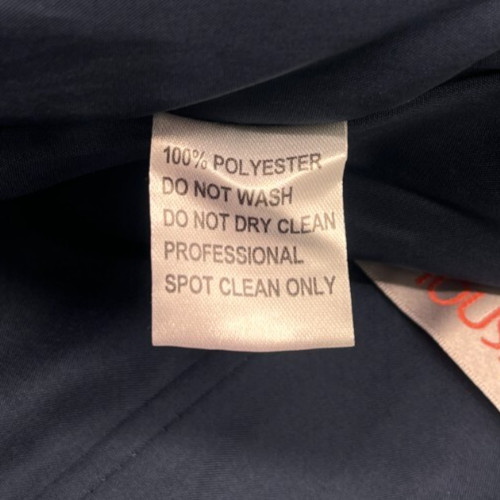 100% POLYESTER
DO NOT WASH
DO NOT DRY CLEAN
PROFESSIONAL
SPOT CLEAN ONLY